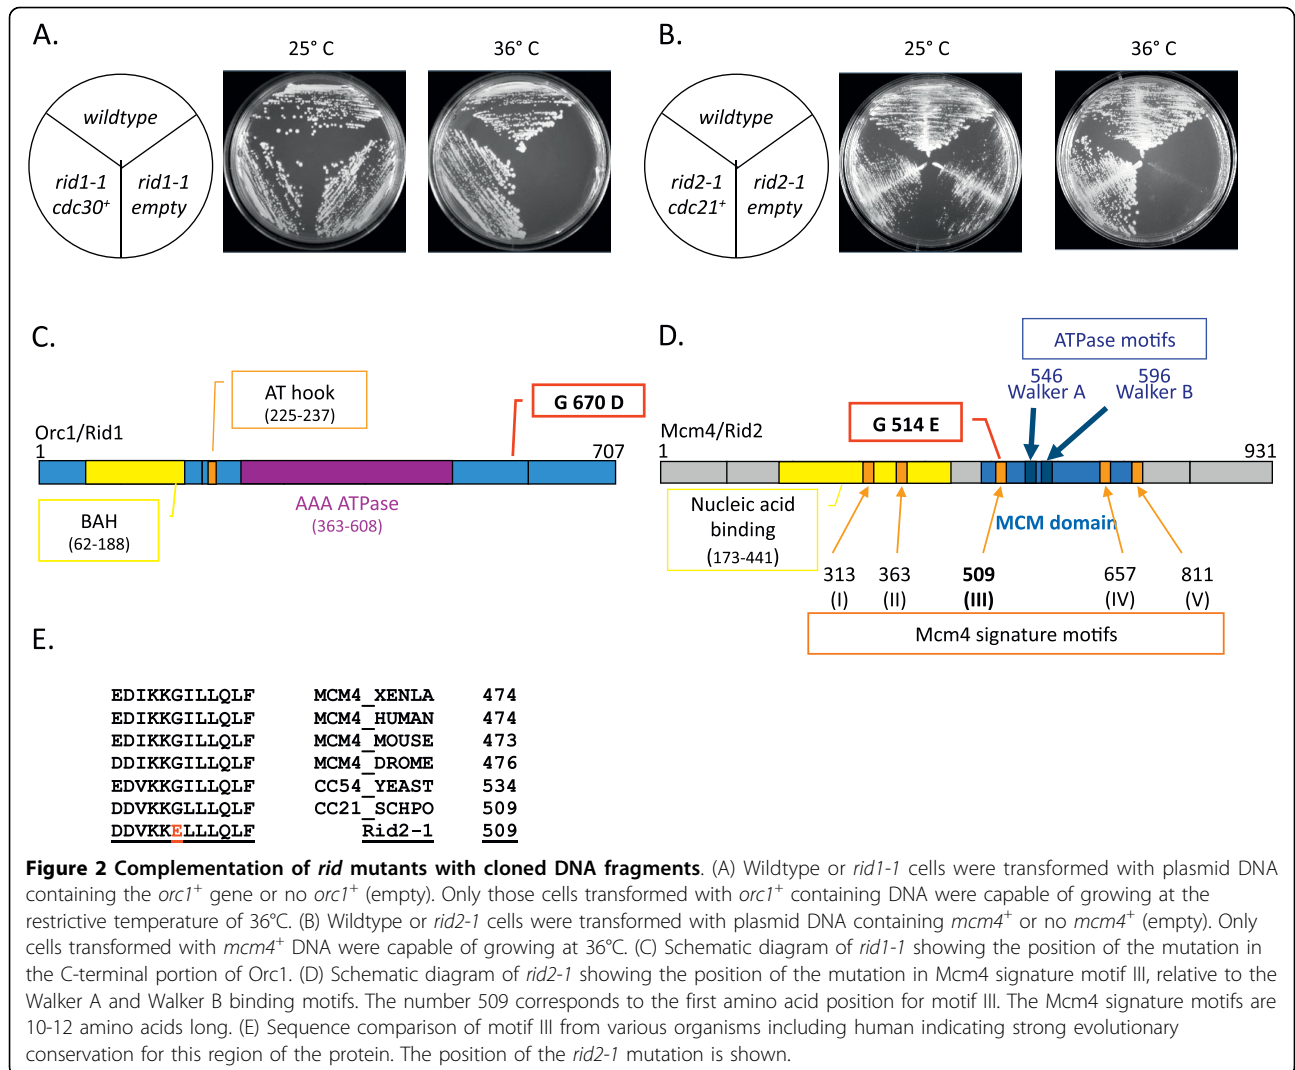 A.
25° C
36° C
wildtype
rid1-1
cdc30+
rid1-1
empty
B.
25° C
36° C
wildtype
rid2-1
cdc21+
rid2-1
empty
C.
AT hook
(225-237)
G 670 D
Orc1/Rid1
1
707
BAH
(62-188)
AAA ATPase
(363-608)
D.
ATPase motifs
546
Walker A
596
Walker B
G 514 E
Mcm4/Rid2
1
931
Nucleic acid
binding
(173-441)
MCM domain
313
(I)
363
(II)
509
(III)
657
(IV)
811
(V)
Mcm4 signature motifs
E.
EDIKKGILLQLF MCM4_XENLA 474
EDIKKGILLQLF MCM4_HUMAN 474
EDIKKGILLQLF MCM4_MOUSE 473
DDIKKGILLQLF MCM4_DROME 476
EDVKKGILLQLF CC54_YEAST 534
DDVKKGLLLQLF CC21_SCHPO 509
DDVKKELLLQLF Rid2-1 509
Figure 2 Complementation of rid mutants with cloned DNA fragments. (A) Wildtype or rid1-1 cells were transformed with plasmid DNA
containing the orc1+ gene or no orc1+ (empty). Only those cells transformed with orc1+ containing DNA were capable of growing at the
restrictive temperature of 36°C. (B) Wildtype or rid2-1 cells were transformed with plasmid DNA containing mcm4+ or no mcm4+ (empty). Only
cells transformed with mcm4+ DNA were capable of growing at 36°C. (C) Schematic diagram of rid1-1 showing the position of the mutation in
the C-terminal portion of Orc1. (D) Schematic diagram of rid2-1 showing the position of the mutation in Mcm4 signature motif III, relative to the
Walker A and Walker B binding motifs. The number 509 corresponds to the first amino acid position for motif III. The Mcm4 signature motifs are
10-12 amino acids long. (E) Sequence comparison of motif III from various organisms including human indicating strong evolutionary
conservation for this region of the protein. The position of the rid2-1 mutation is shown.